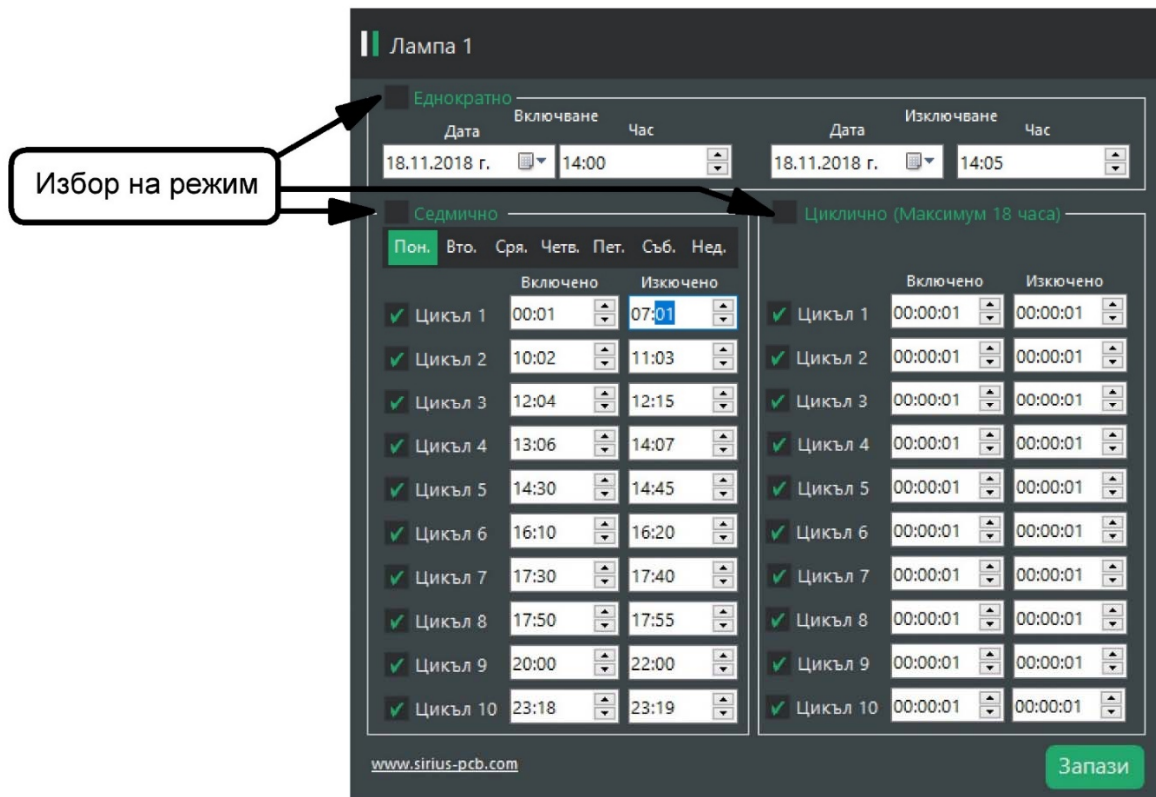 Лампа 1
Избор на режим
Еднократно
Включване
Дата Час
18.11.2018 г. 14:00
Изключване
Дата Час
18.11.2018 г. 14:05
Седмично
Пон. Вто. Сря. Четв. Пет. Съб. Нед.
Включено Изкючено
Цикъл 1 00:01 07:01
Цикъл 2 10:02 11:03
Цикъл 3 12:04 12:15
Цикъл 4 13:06 14:07
Цикъл 5 14:30 14:45
Цикъл 6 16:10 16:20
Цикъл 7 17:30 17:40
Цикъл 8 17:50 17:55
Цикъл 9 20:00 22:00
Цикъл 10 23:18 23:19
Циклично (Максимум 18 часа)
Включено Изкючено
Цикъл 1 00:00:01 00:00:01
Цикъл 2 00:00:01 00:00:01
Цикъл 3 00:00:01 00:00:01
Цикъл 4 00:00:01 00:00:01
Цикъл 5 00:00:01 00:00:01
Цикъл 6 00:00:01 00:00:01
Цикъл 7 00:00:01 00:00:01
Цикъл 8 00:00:01 00:00:01
Цикъл 9 00:00:01 00:00:01
Цикъл 10 00:00:01 00:00:01
www.sirius-pcb.com
Запази